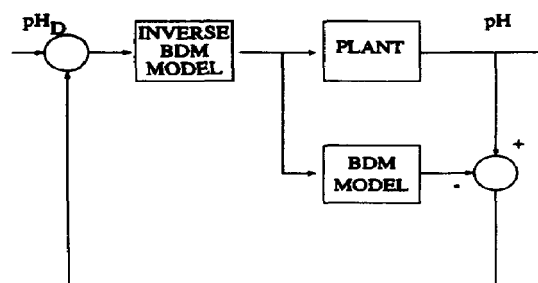 pH_D
INVERSE
BDM
MODEL
PLANT
pH
+
BDM
MODEL
-